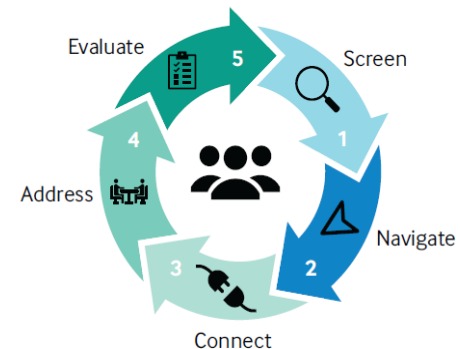 Evaluate
5
Screen
1
4
Address
Navigate
3
2
Connect